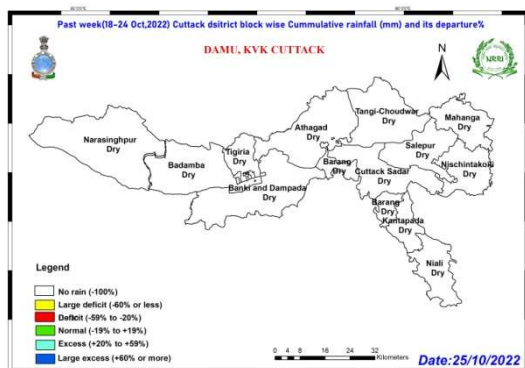 Past week(18-24 Oct,2022) Cuttack dsitrict block wise Cummulative rainfall (mm) and its departure%
DAMU, KVK CUTTACK
N
NRRI
Tangi-Choudwar
Dry
Mahanga
Dry
Athagad
Dry
Narasinghpur
Dry
Salepur
Dry
Tigiria
Dry
Nischintakoili
Dry
Badamba
Dry
Barang
Dry
Cuttack Sadar
Dry
Banki and Dampada
Dry
Barang
Dry
Kantapada
Dry
Niali
Dry
Legend
No rain (-100%)
Large deficit (-60% or less)
Deficit (-59% to -20%)
Normal (-19% to +19%)
Excess (+20% to +59%)
Large excess (+60% or more)
0 4 8 16 24 32
Kilometers
Date:25/10/2022